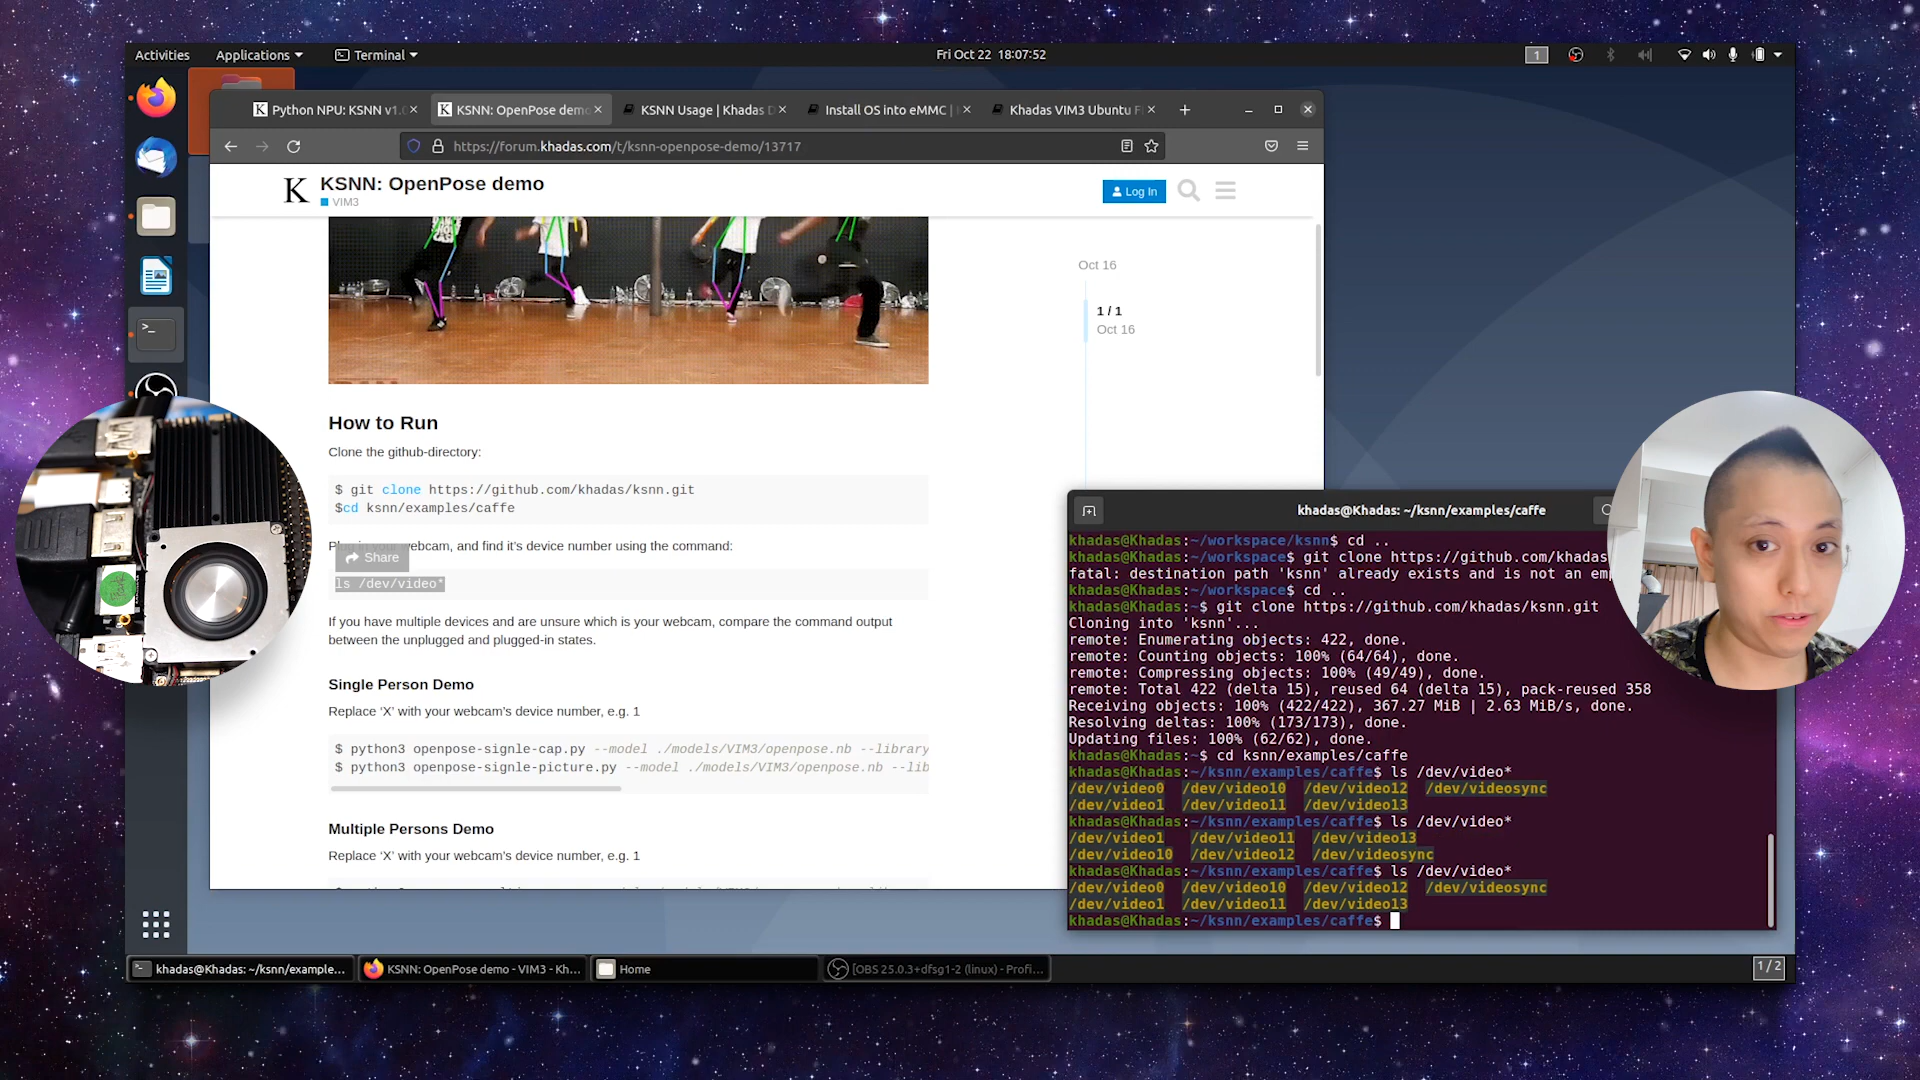 Activities Applications Terminal Fri Oct 22 18:07:52 1
Python NPU: KSNN v1. KSNN: OpenPose demo KSNN Usage | Khadas D Install OS into eMMC | Khadas VIM3 Ubuntu F
https://forum.khadas.com/t/ksnn-openpose-demo/13717
K KSNN: OpenPose demo
VIM3
Log In
Oct 16
1 / 1
Oct 16
How to Run
Clone the github-directory:
$ git clone https://github.com/khadas/ksnn.git
$cd ksnn/examples/caffe
Plug in your webcam, and find it's device number using the command:
Share
ls /dev/video*
If you have multiple devices and are unsure which is your webcam, compare the command output
between the unplugged and plugged-in states.
Single Person Demo
Replace ‘X’ with your webcam’s device number, e.g. 1
$ python3 openpose-signle-cap.py --model ./models/VIM3/openpose.nb --library
$ python3 openpose-signle-picture.py --model ./models/VIM3/openpose.nb --lib
Multiple Persons Demo
Replace ‘X’ with your webcam’s device number, e.g. 1
khadas@Khadas: ~/ksnn/examples/caffe
khadas@Khadas:~/workspace/ksnn$ cd ..
khadas@Khadas:~/workspace$ git clone https://github.com/khadas
fatal: destination path 'ksnn' already exists and is not an emp
khadas@Khadas:~/workspace$ cd ..
khadas@Khadas:~$ git clone https://github.com/khadas/ksnn.git
Cloning into 'ksnn'...
remote: Enumerating objects: 422, done.
remote: Counting objects: 100% (64/64), done.
remote: Compressing objects: 100% (49/49), done.
remote: Total 422 (delta 15), reused 64 (delta 15), pack-reused 358
Receiving objects: 100% (422/422), 367.27 MiB | 2.63 MiB/s, done.
Resolving deltas: 100% (173/173), done.
Updating files: 100% (62/62), done.
khadas@Khadas:~$ cd ksnn/examples/caffe
khadas@Khadas:~/ksnn/examples/caffe$ ls /dev/video*
/dev/video0 /dev/video10 /dev/video12 /dev/videosync
/dev/video1 /dev/video11 /dev/video13
khadas@Khadas:~/ksnn/examples/caffe$ ls /dev/video*
/dev/video1 /dev/video11 /dev/video13
/dev/video10 /dev/video12 /dev/videosync
khadas@Khadas:~/ksnn/examples/caffe$ ls /dev/video*
/dev/video0 /dev/video10 /dev/video12 /dev/videosync
/dev/video1 /dev/video11 /dev/video13
khadas@Khadas:~/ksnn/examples/caffe$
khadas@Khadas: ~/ksnn/example... KSNN: OpenPose demo - VIM3 - Kh... Home [OBS 25.0.3+dfsg1-2 (linux) - Profi... 1 / 2